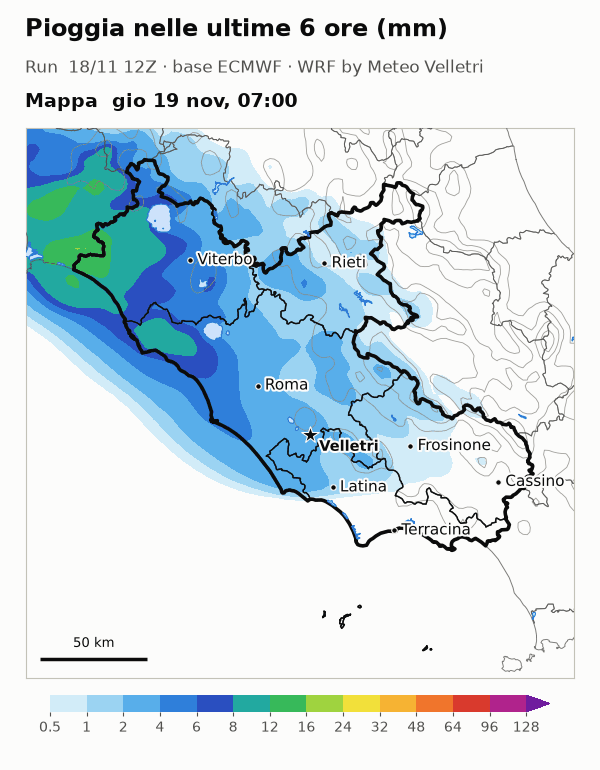 Pioggia nelle ultime 6 ore (mm)
Run  18/11 12Z · base ECMWF · WRF by Meteo Velletri
Mappa  gio 19 nov, 07:00
Viterbo
Rieti
Roma
Velletri
Frosinone
Latina
Cassino
Terracina
50 km
0.5 1 2 4 6 8 12 16 24 32 48 64 96 128